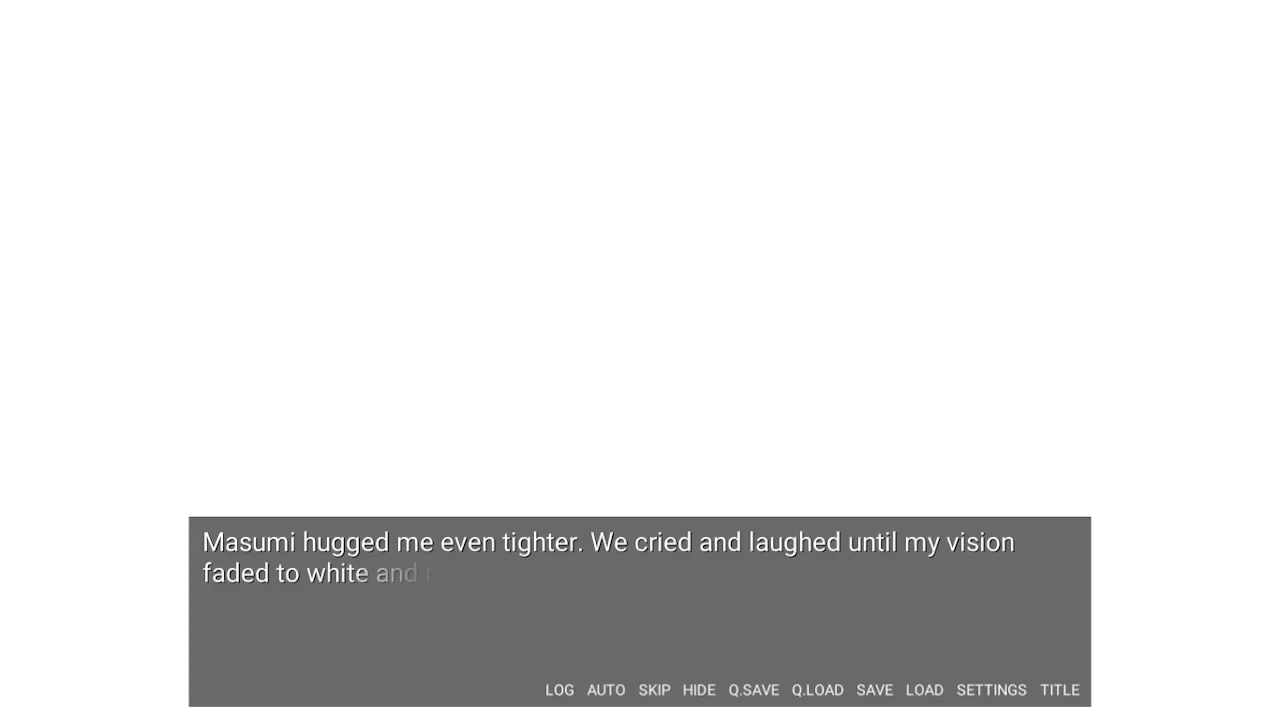 Masumi hugged me even tighter. We cried and laughed until my vision
faded to white and
LOG AUTO SKIP HIDE Q.SAVE Q.LOAD SAVE LOAD SETTINGS TITLE